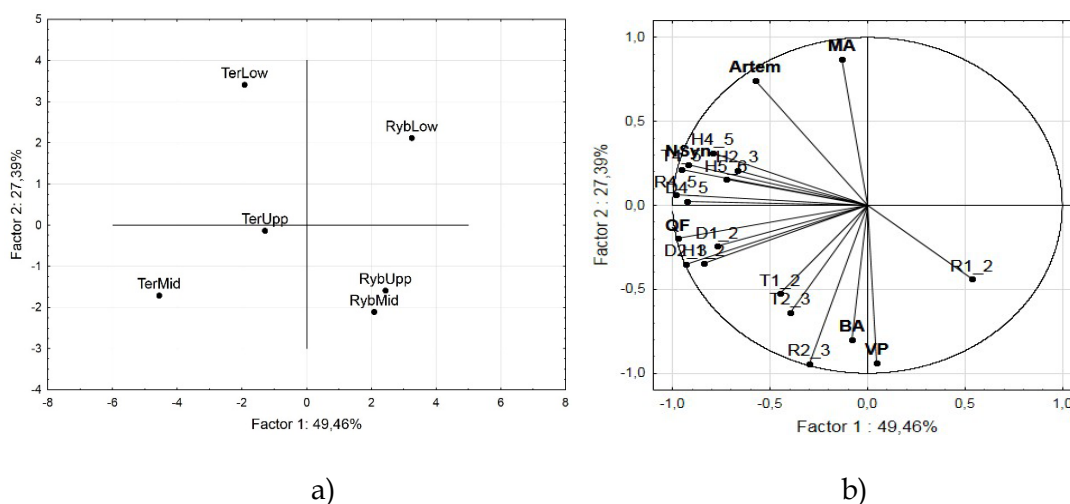 5
4
3
2
1
0
-1
-2
-3
-4
Factor 2: 27,39%
TerLow
RybLow
TerUpp
TerMid
RybUpp
RybMid
-8 -6 -4 -2 0 2 4 6 8
Factor 1: 49,46%
a)
1,0
0,5
0,0
-0,5
-1,0
Factor 2 : 27,39%
MA
Artem
H4_5
NSyn
H2_3
H5_6
R4_5
D4_5
QF
D1_2
D2_3
H1_2
T1_2
T2_3
R1_2
BA
VP
R2_3
-1,0 -0,5 0,0 0,5 1,0
Factor 1 : 49,46%
b)